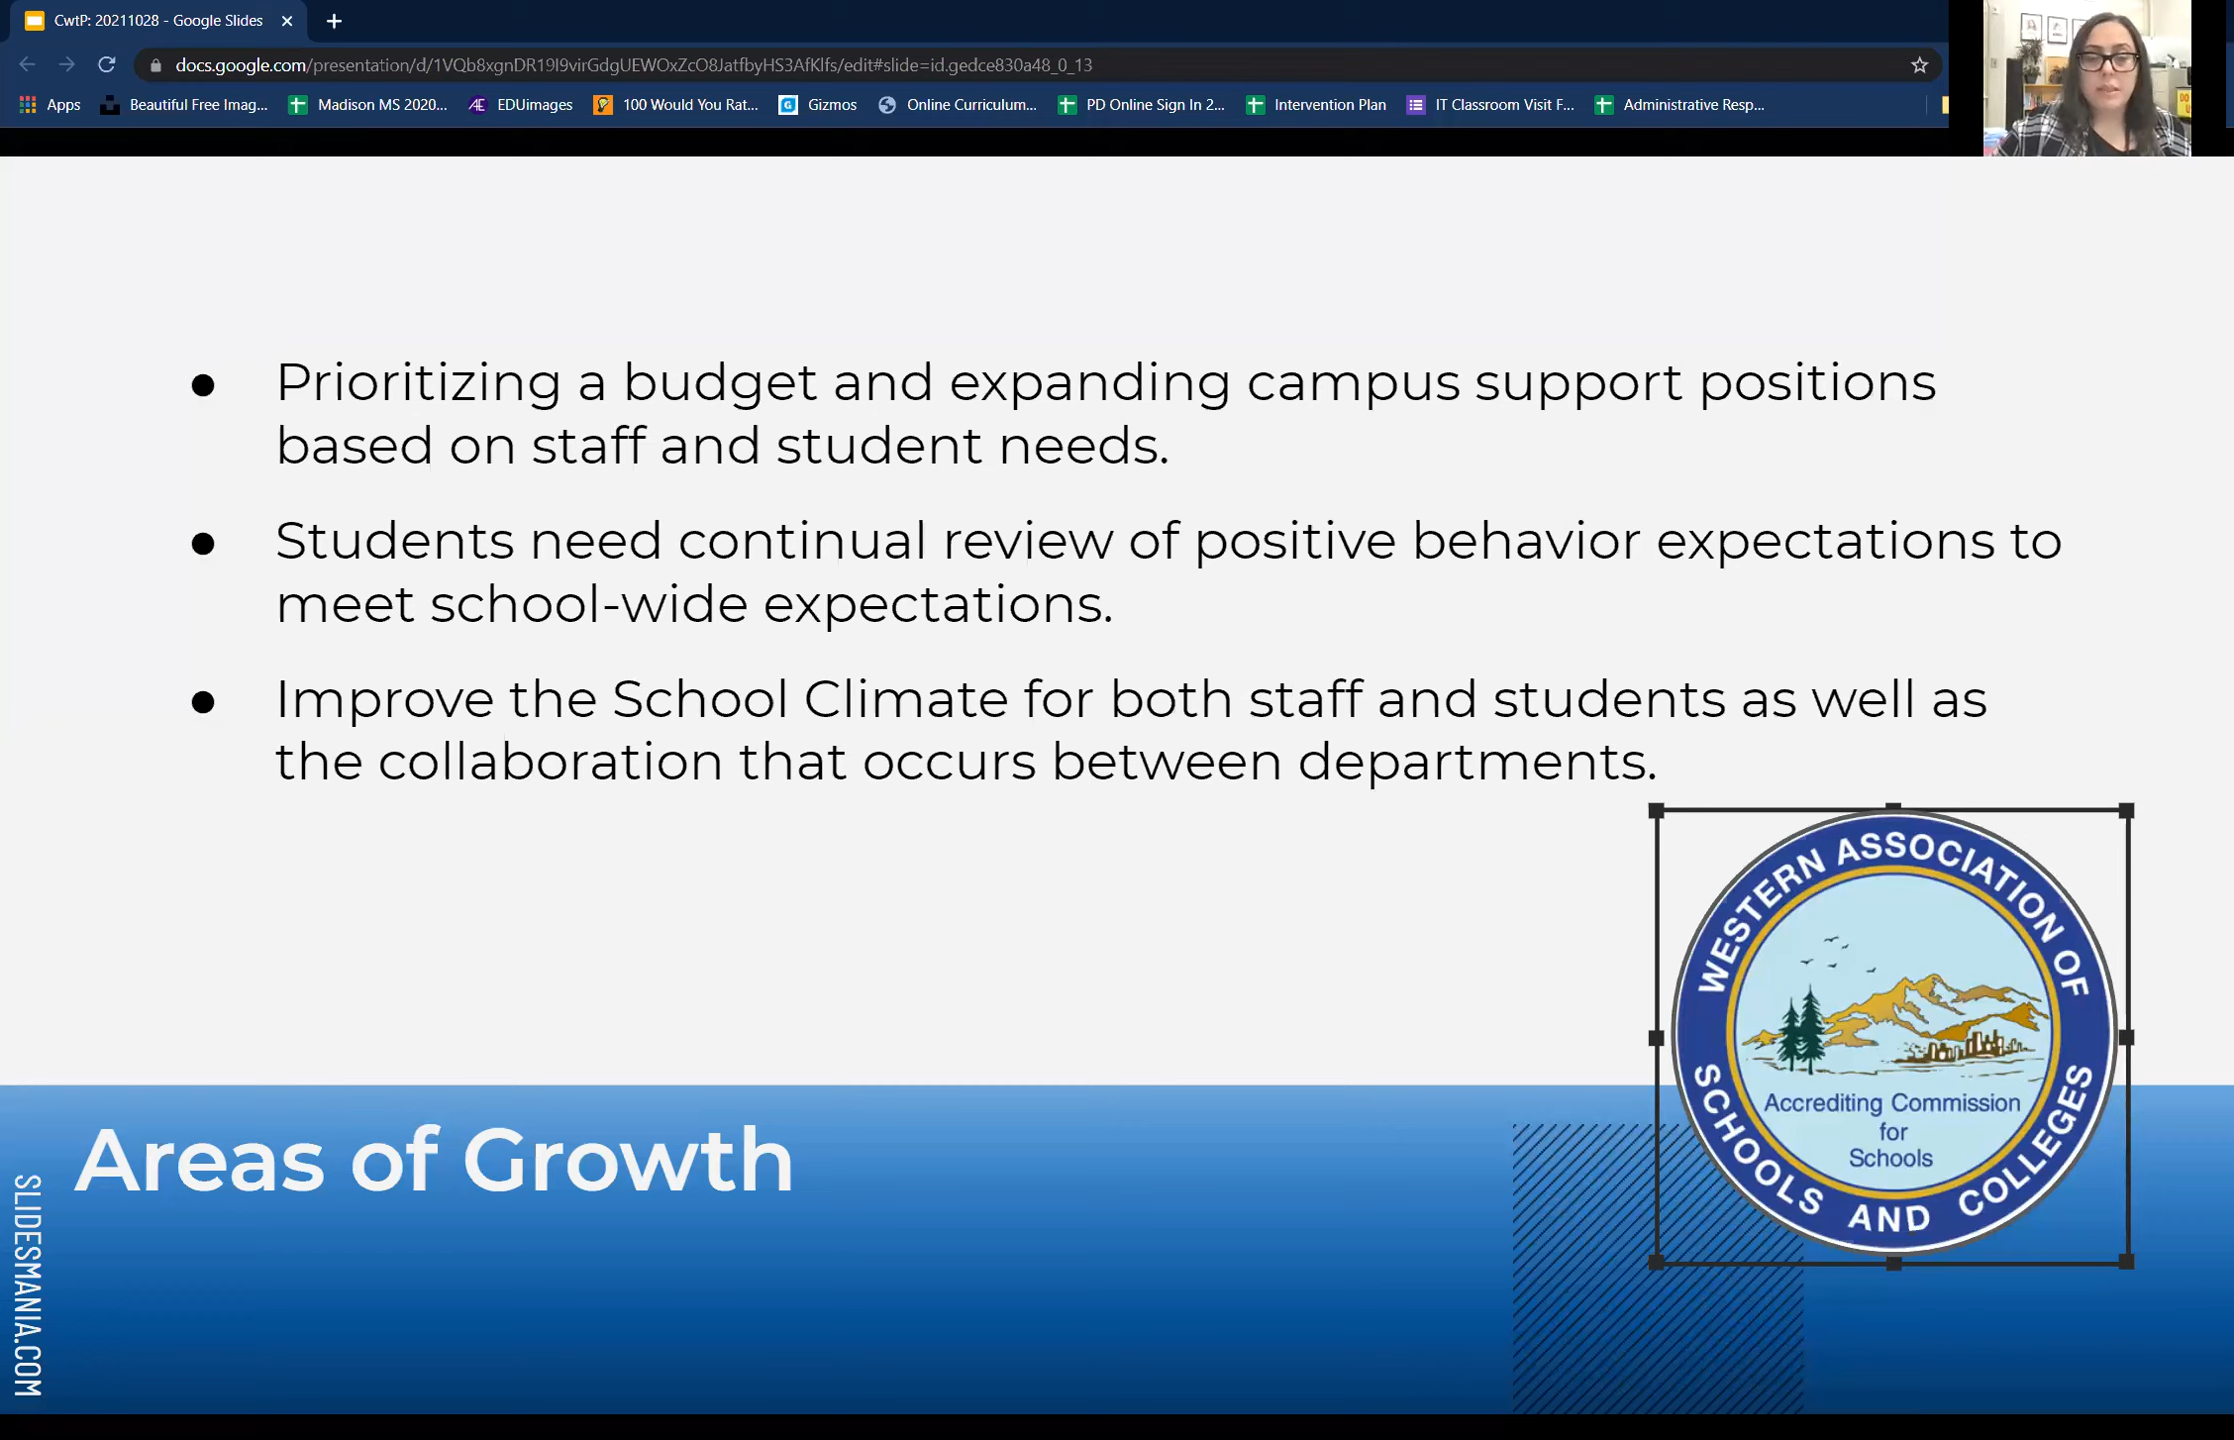 CwtP: 20211028 - Google Slides
docs.google.com/presentation/d/1VQb8xgnDR19I9virGdgUEWOxZcO8JatfbyHS3AfKlfs/edit#slide=id.gedce830a48_0_13
Apps
Beautiful Free Imag...
Madison MS 2020...
EDUimages
100 Would You Rat...
Gizmos
Online Curriculum...
PD Online Sign In 2...
Intervention Plan
IT Classroom Visit F...
Administrative Resp...
● Prioritizing a budget and expanding campus support positions
based on staff and student needs.
● Students need continual review of positive behavior expectations to
meet school-wide expectations.
● Improve the School Climate for both staff and students as well as
the collaboration that occurs between departments.
WESTERN ASSOCIATION OF
SCHOOLS AND COLLEGES
Accrediting Commission
for
Schools
Areas of Growth
SLIDESMANIA.COM